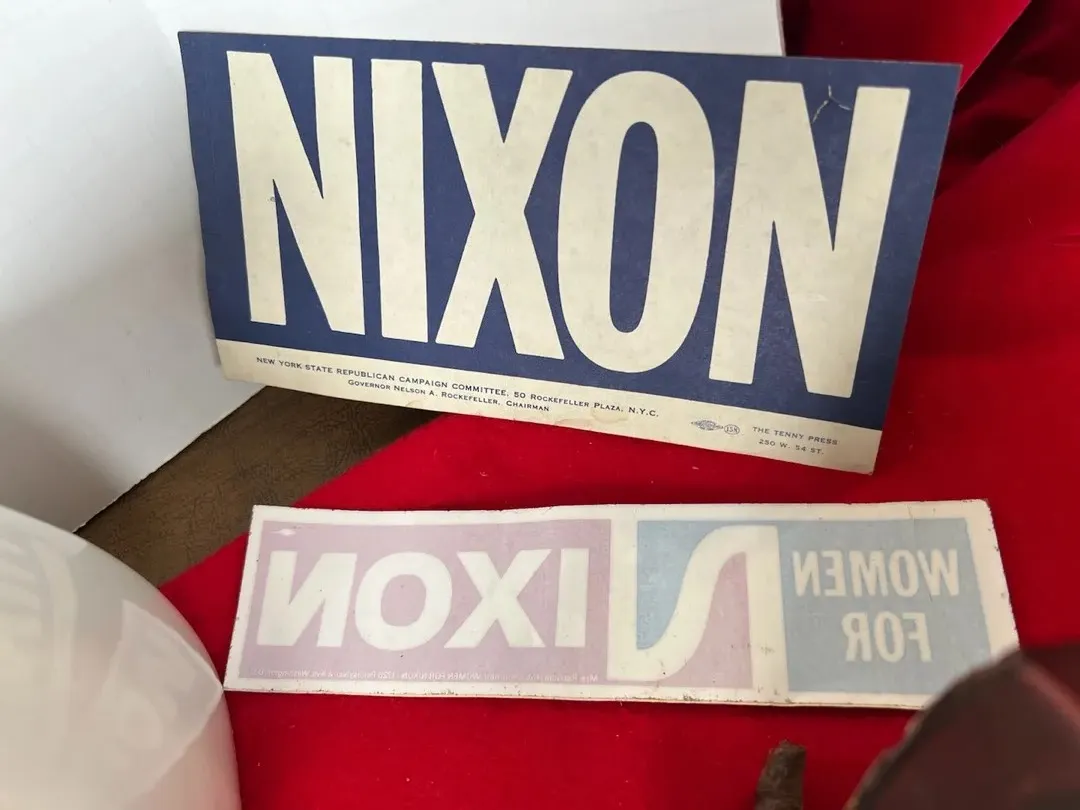 NIXON
NEW YORK STATE REPUBLICAN CAMPAIGN COMMITTEE, 50 ROCKEFELLER PLAZA, N.Y.C.
GOVERNOR NELSON A. ROCKEFELLER, CHAIRMAN
THE TENNY PRESS
250 W. 54 ST.
WOMEN
FOR
NIXON